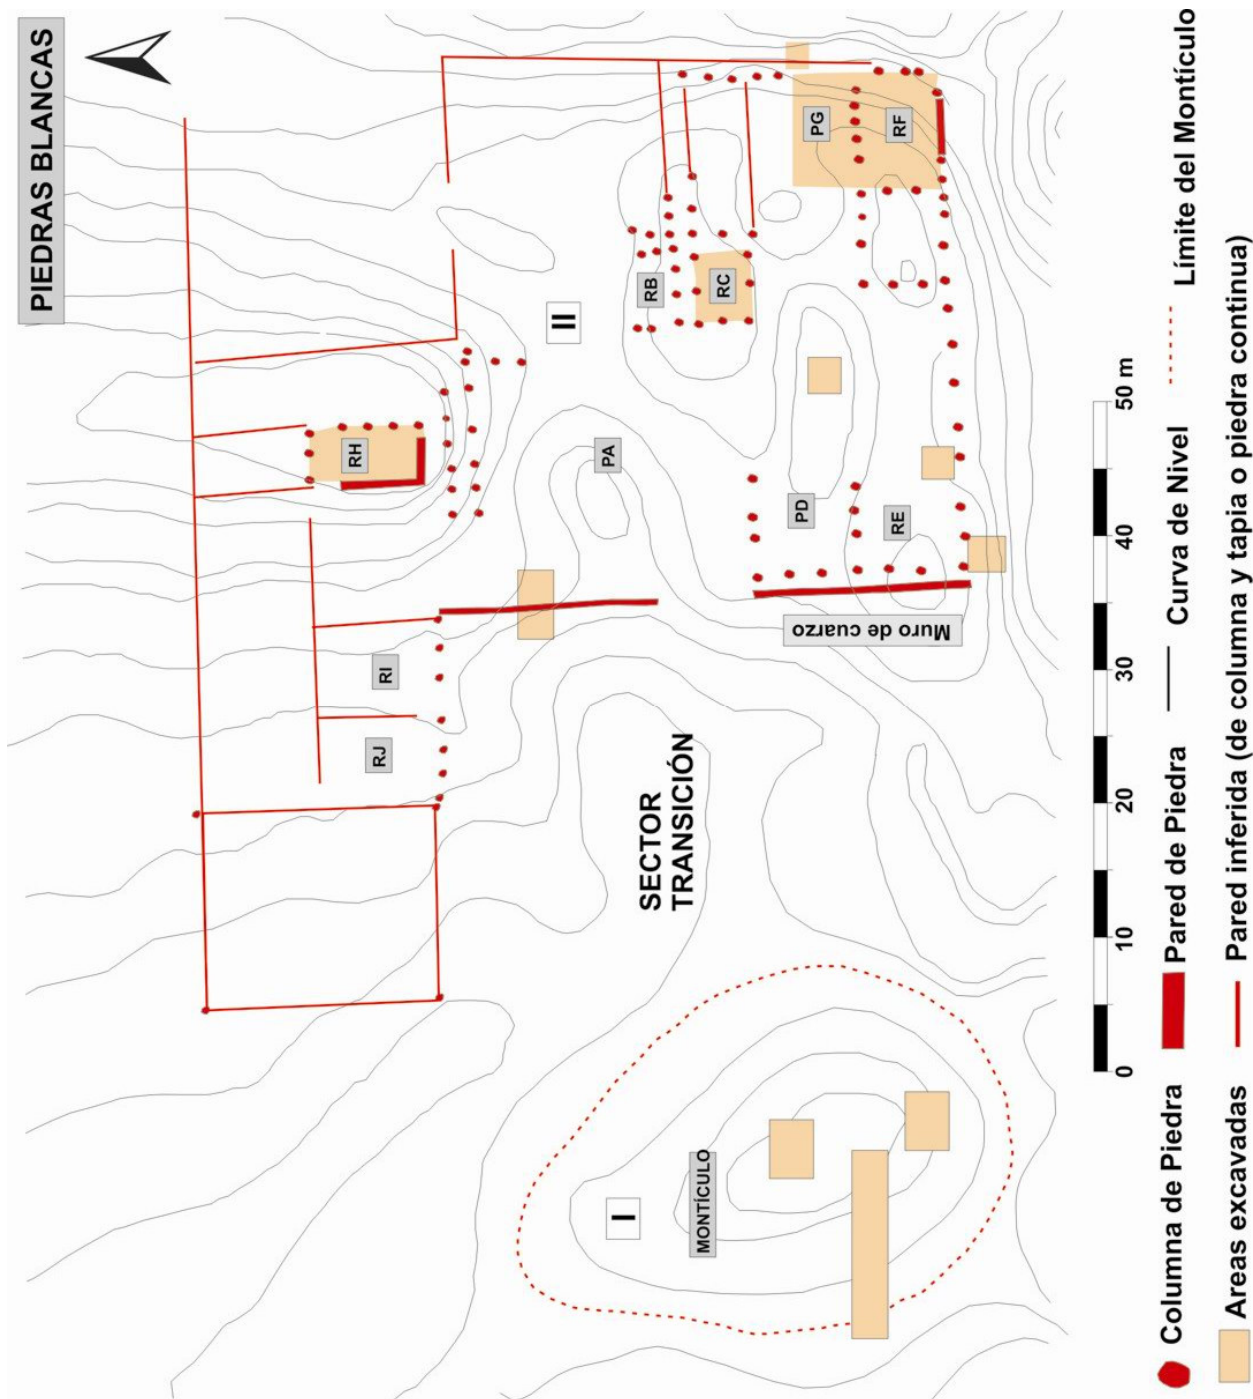 PIEDRAS BLANCAS
RJ
RI
RH
II
RB
RC
PG
RF
PA
PD
RE
Muro de cuarzo
SECTOR
TRANSICIÓN
I
MONTÍCULO
0
10
20
30
40
50 m
Columna de Piedra
Pared de Piedra
Curva de Nivel
Límite del Montículo
Areas excavadas
Pared inferida (de columna y tapia o piedra continua)